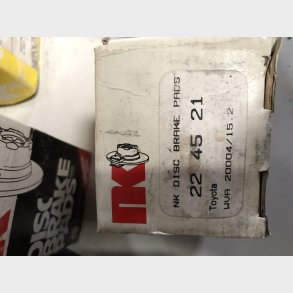 NK DISC BRAKE PADS
22 45 21
Toyota
WVA 20004/15.2
NK
DISC
BRAKE
PADS